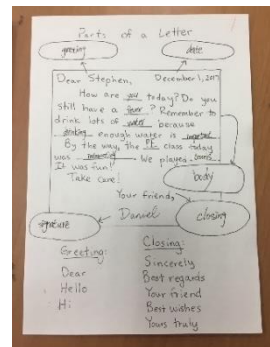 Parts of a Letter
greeting date
Dear Stephen, December 1, 2017
How are you today? Do you
still have a fever? Remember to
drink lots of water because
drinking enough water is important
By the way, the PE class today
was We played
It was fun!
Take care!
body
Your friend,
signature Daniel closing
Greeting: Closing:
Dear Sincerely
Hello Best regards
Hi Your friend
Best wishes
Yours truly